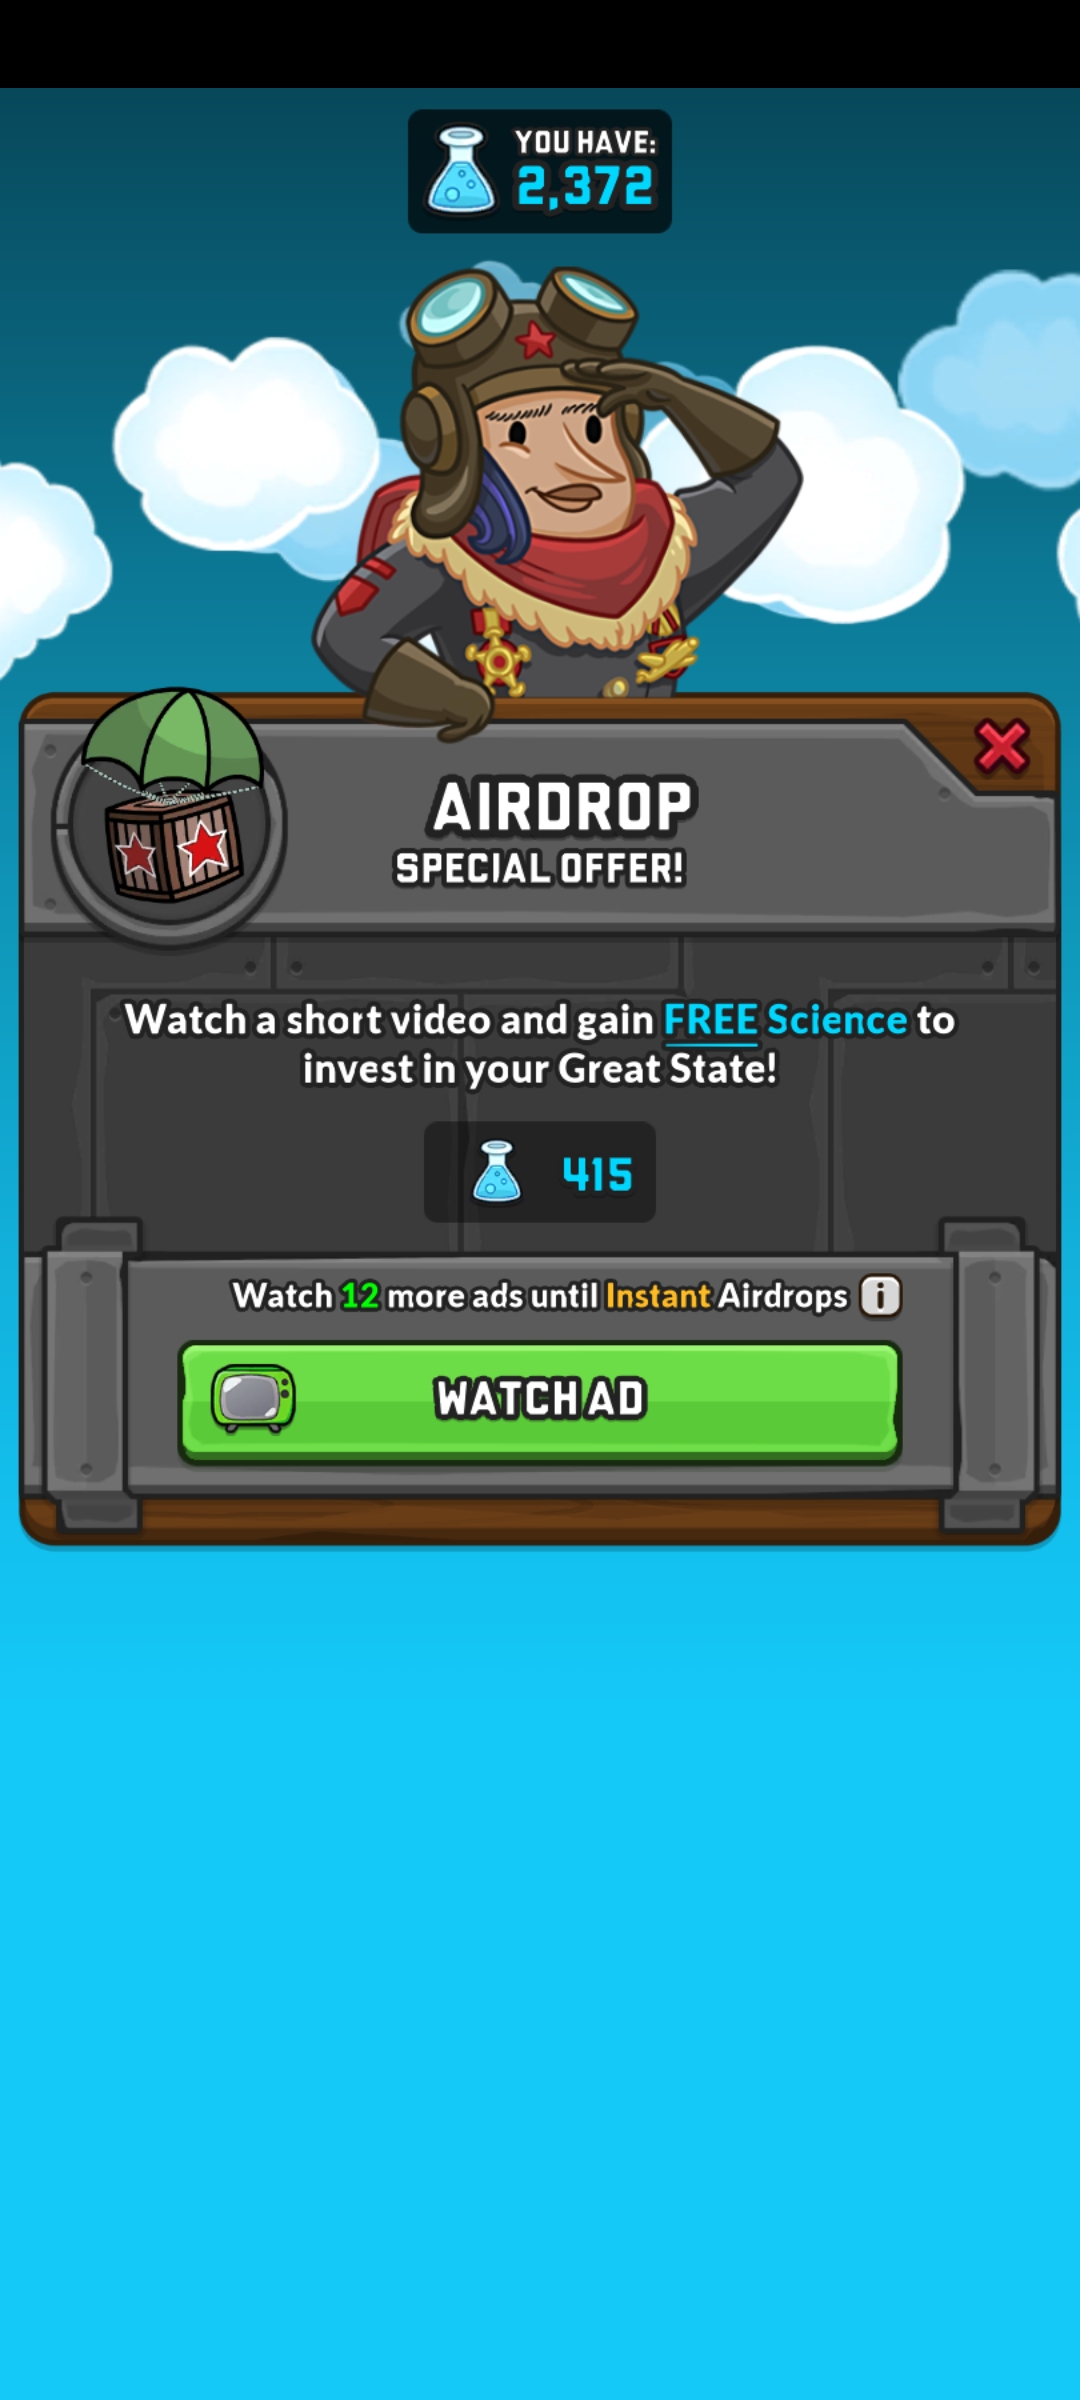 YOU HAVE:
2,372
AIRDROP
SPECIAL OFFER!
Watch a short video and gain FREE Science to
invest in your Great State!
415
Watch 12 more ads until Instant Airdrops i
WATCH AD